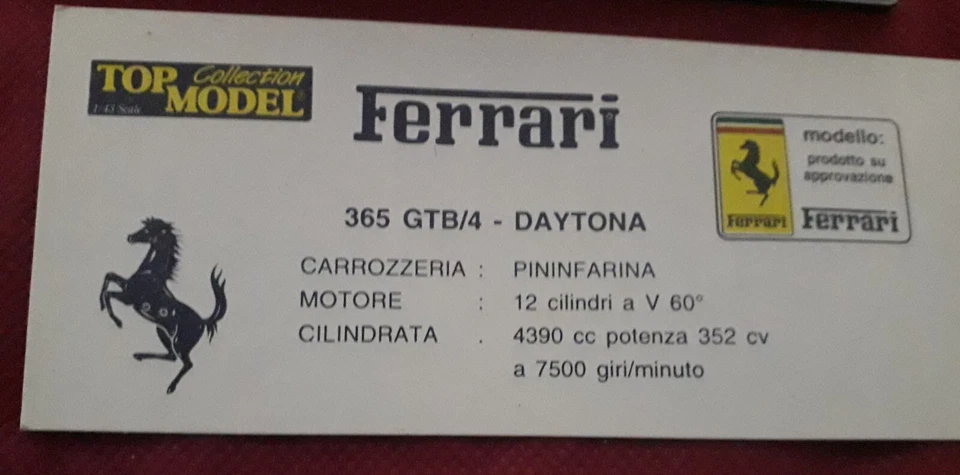 TOP Collection
1/43 Scale MODEL®
Ferrari
modello:
prodotto su
approvazione
Ferrari Ferrari
365 GTB/4 - DAYTONA
CARROZZERIA : PININFARINA
MOTORE : 12 cilindri a V 60°
CILINDRATA . 4390 cc potenza 352 cv
a 7500 giri/minuto